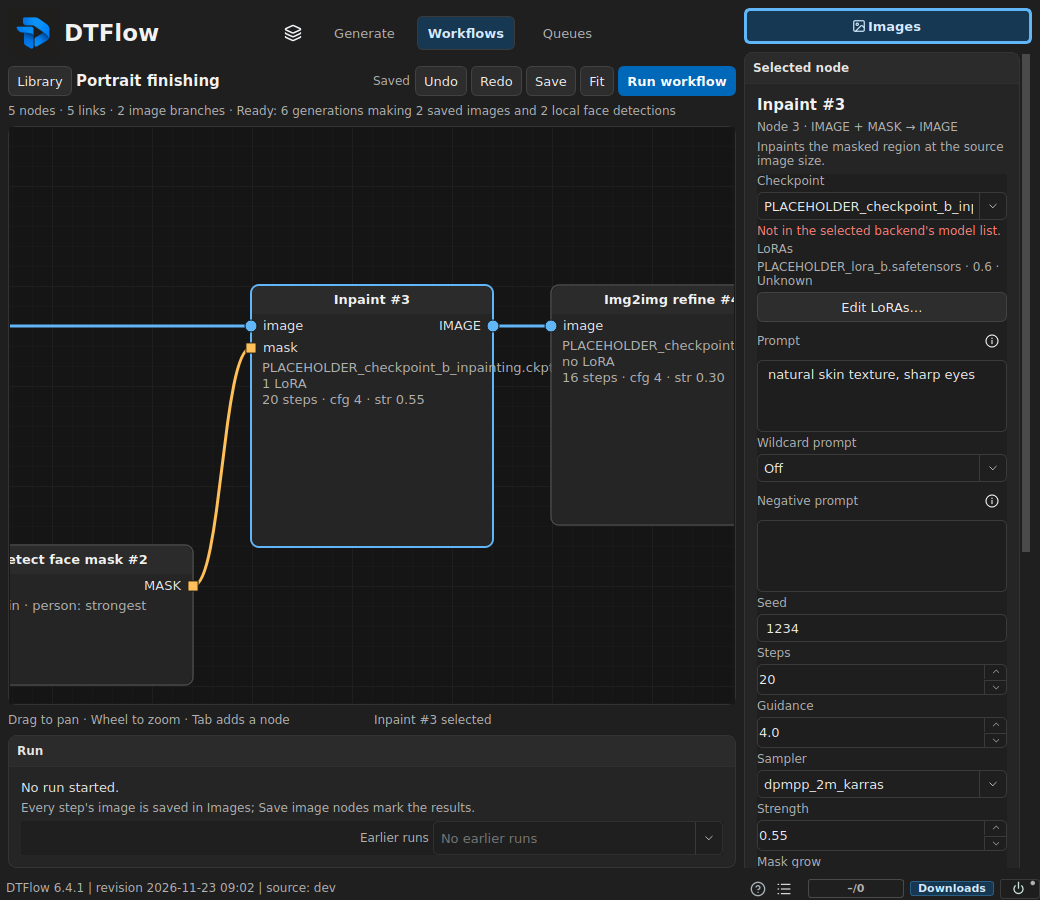 DTFlow
Generate
Workflows
Queues
Images
Library
Portrait finishing
Saved
Undo
Redo
Save
Fit
Run workflow
5 nodes · 5 links · 2 image branches · Ready: 6 generations making 2 saved images and 2 local face detections
Inpaint #3
image
IMAGE
mask
PLACEHOLDER_checkpoint_b_inpainting.ckpt
1 LoRA
20 steps · cfg 4 · str 0.55
Img2img refine #4
image
PLACEHOLDER_checkpoint
no LoRA
16 steps · cfg 4 · str 0.30
etect face mask #2
MASK
in · person: strongest
Drag to pan · Wheel to zoom · Tab adds a node
Inpaint #3 selected
Run
No run started.
Every step's image is saved in Images; Save image nodes mark the results.
Earlier runs
No earlier runs
Selected node
Inpaint #3
Node 3 · IMAGE + MASK → IMAGE
Inpaints the masked region at the source
image size.
Checkpoint
PLACEHOLDER_checkpoint_b_inp
Not in the selected backend's model list.
LoRAs
PLACEHOLDER_lora_b.safetensors · 0.6 ·
Unknown
Edit LoRAs…
Prompt
natural skin texture, sharp eyes
Wildcard prompt
Off
Negative prompt
Seed
1234
Steps
20
Guidance
4.0
Sampler
dpmpp_2m_karras
Strength
0.55
Mask grow
DTFlow 6.4.1 | revision 2026-11-23 09:02 | source: dev
–/0
Downloads